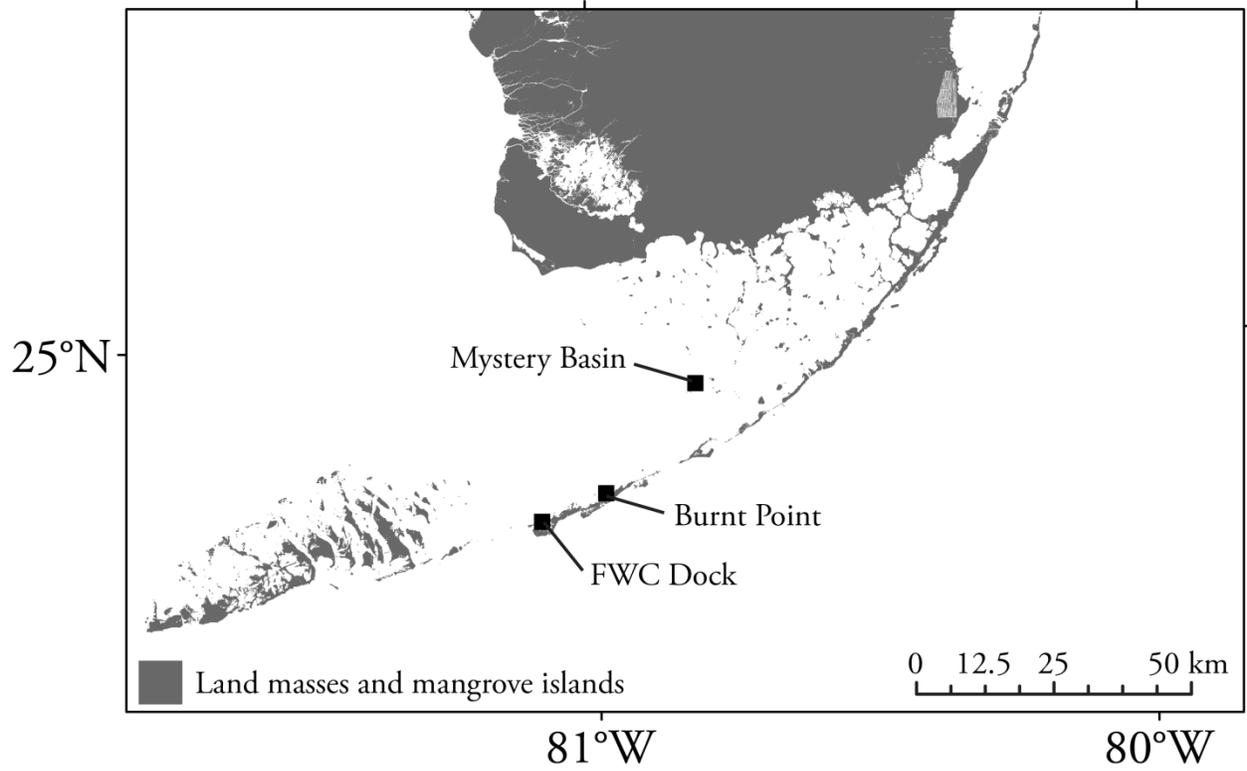 25°N
Mystery Basin
Burnt Point
FWC Dock
0 12.5 25 50 km
Land masses and mangrove islands
81°W 80°W